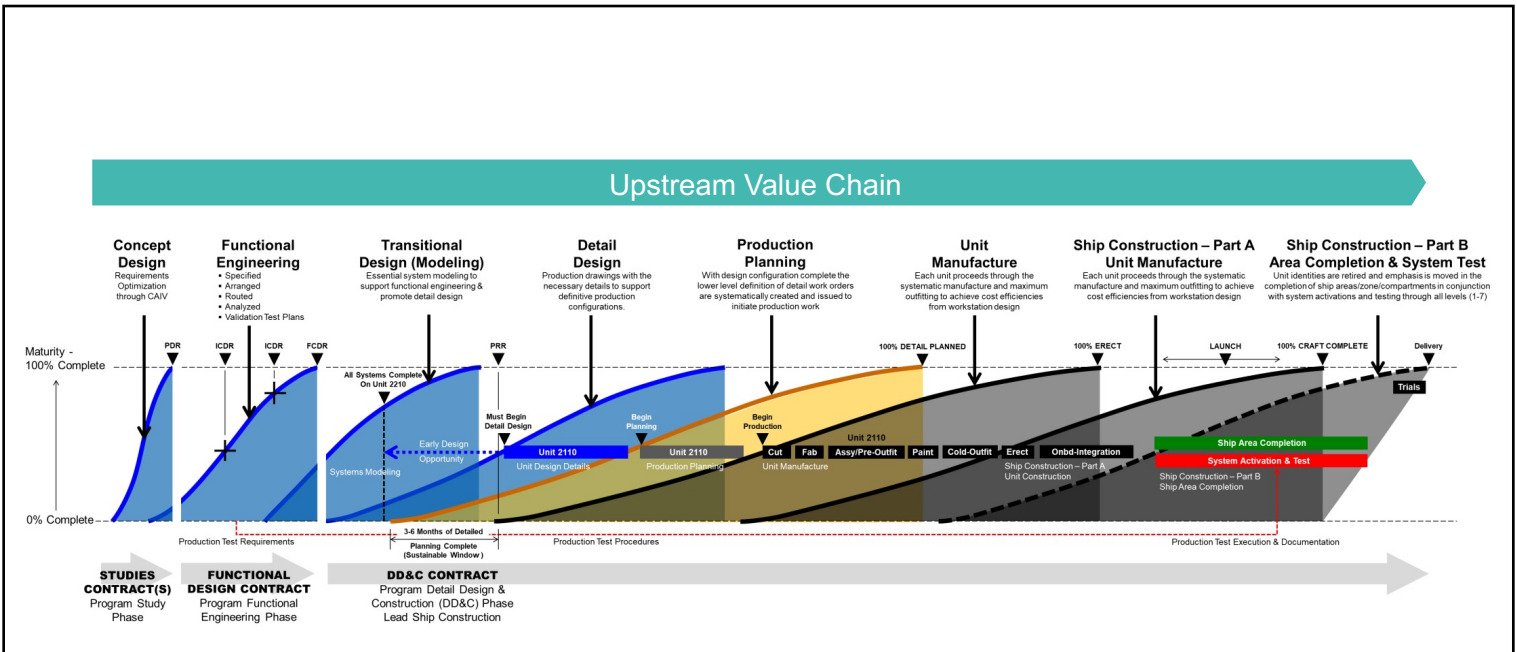 Upstream Value Chain
Concept
Design
Requirements
Optimization
through CAIV
Functional
Engineering
▪ Specified
▪ Arranged
▪ Routed
▪ Analyzed
▪ Validation Test Plans
Transitional
Design (Modeling)
Essential system modeling to
support functional engineering &
promote detail design
Detail
Design
Production drawings with the
necessary details to support
definitive production
configurations.
Production
Planning
With design configuration complete the
lower level definition of detail work orders
are systematically created and issued to
initiate production work
Unit
Manufacture
Each unit proceeds through the
systematic manufacture and maximum
outfitting to achieve cost efficiencies
from workstation design
Ship Construction – Part A
Unit Manufacture
Each unit proceeds through the systematic
manufacture and maximum outfitting to achieve
cost efficiencies from workstation design
Ship Construction – Part B
Area Completion & System Test
Unit identities are retired and emphasis is moved in the
completion of ship areas/zone/compartments in conjunction
with system activations and testing through all levels (1-7)
Maturity -
100% Complete
0% Complete
PDR
ICDR
ICDR
FCDR
PRR
100% DETAIL PLANNED
100% ERECT
LAUNCH
100% CRAFT COMPLETE
Delivery
All Systems Complete
On Unit 2210
Must Begin
Detail Design
Begin
Planning
Begin
Production
Trials
Early Design
Opportunity
Systems Modeling
Unit 2110
Unit Design Details
Unit 2110
Production Planning
Unit 2110
Cut
Fab
Assy/Pre-Outfit
Paint
Cold-Outfit
Erect
Onbd-Integration
Unit Manufacture
Ship Construction – Part A
Unit Construction
Ship Area Completion
System Activation & Test
Ship Construction – Part B
Ship Area Completion
Production Test Requirements
3-6 Months of Detailed
Planning Complete
(Sustainable Window )
Production Test Procedures
Production Test Execution & Documentation
STUDIES
CONTRACT(S)
Program Study
Phase
FUNCTIONAL
DESIGN CONTRACT
Program Functional
Engineering Phase
DD&C CONTRACT
Program Detail Design &
Construction (DD&C) Phase
Lead Ship Construction